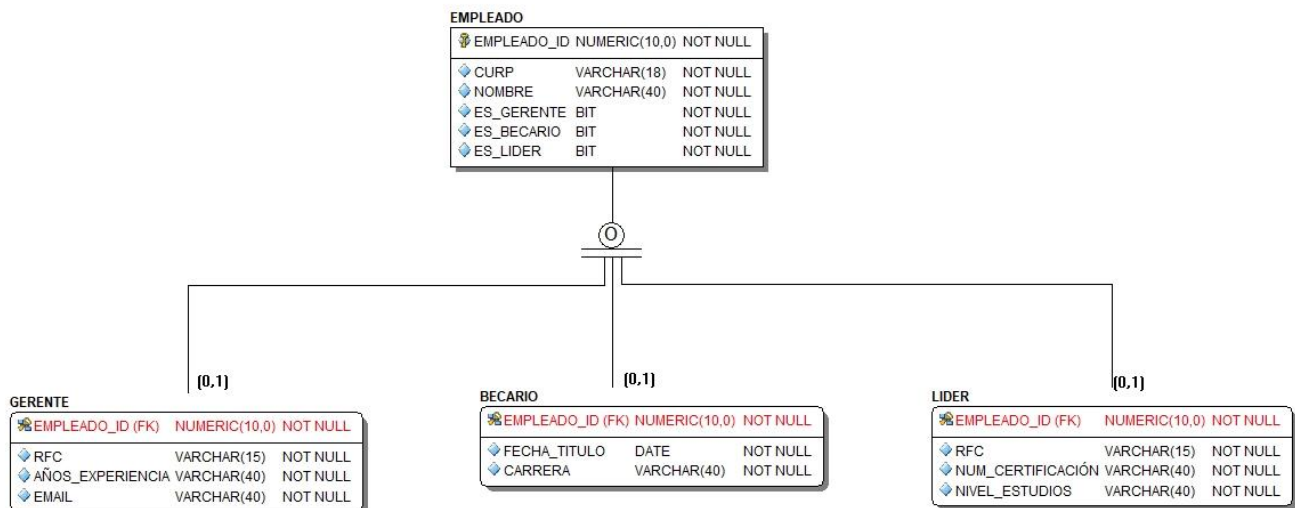 EMPLEADO
EMPLEADO_ID NUMERIC(10,0) NOT NULL
CURP VARCHAR(18) NOT NULL
NOMBRE VARCHAR(40) NOT NULL
ES_GERENTE BIT NOT NULL
ES_BECARIO BIT NOT NULL
ES_LIDER BIT NOT NULL
O
(0,1)
GERENTE
EMPLEADO_ID (FK) NUMERIC(10,0) NOT NULL
RFC VARCHAR(15) NOT NULL
AÑOS_EXPERIENCIA VARCHAR(40) NOT NULL
EMAIL VARCHAR(40) NOT NULL
(0,1)
BECARIO
EMPLEADO_ID (FK) NUMERIC(10,0) NOT NULL
FECHA_TITULO DATE NOT NULL
CARRERA VARCHAR(40) NOT NULL
(0,1)
LIDER
EMPLEADO_ID (FK) NUMERIC(10,0) NOT NULL
RFC VARCHAR(15) NOT NULL
NUM_CERTIFICACIÓN VARCHAR(40) NOT NULL
NIVEL_ESTUDIOS VARCHAR(40) NOT NULL